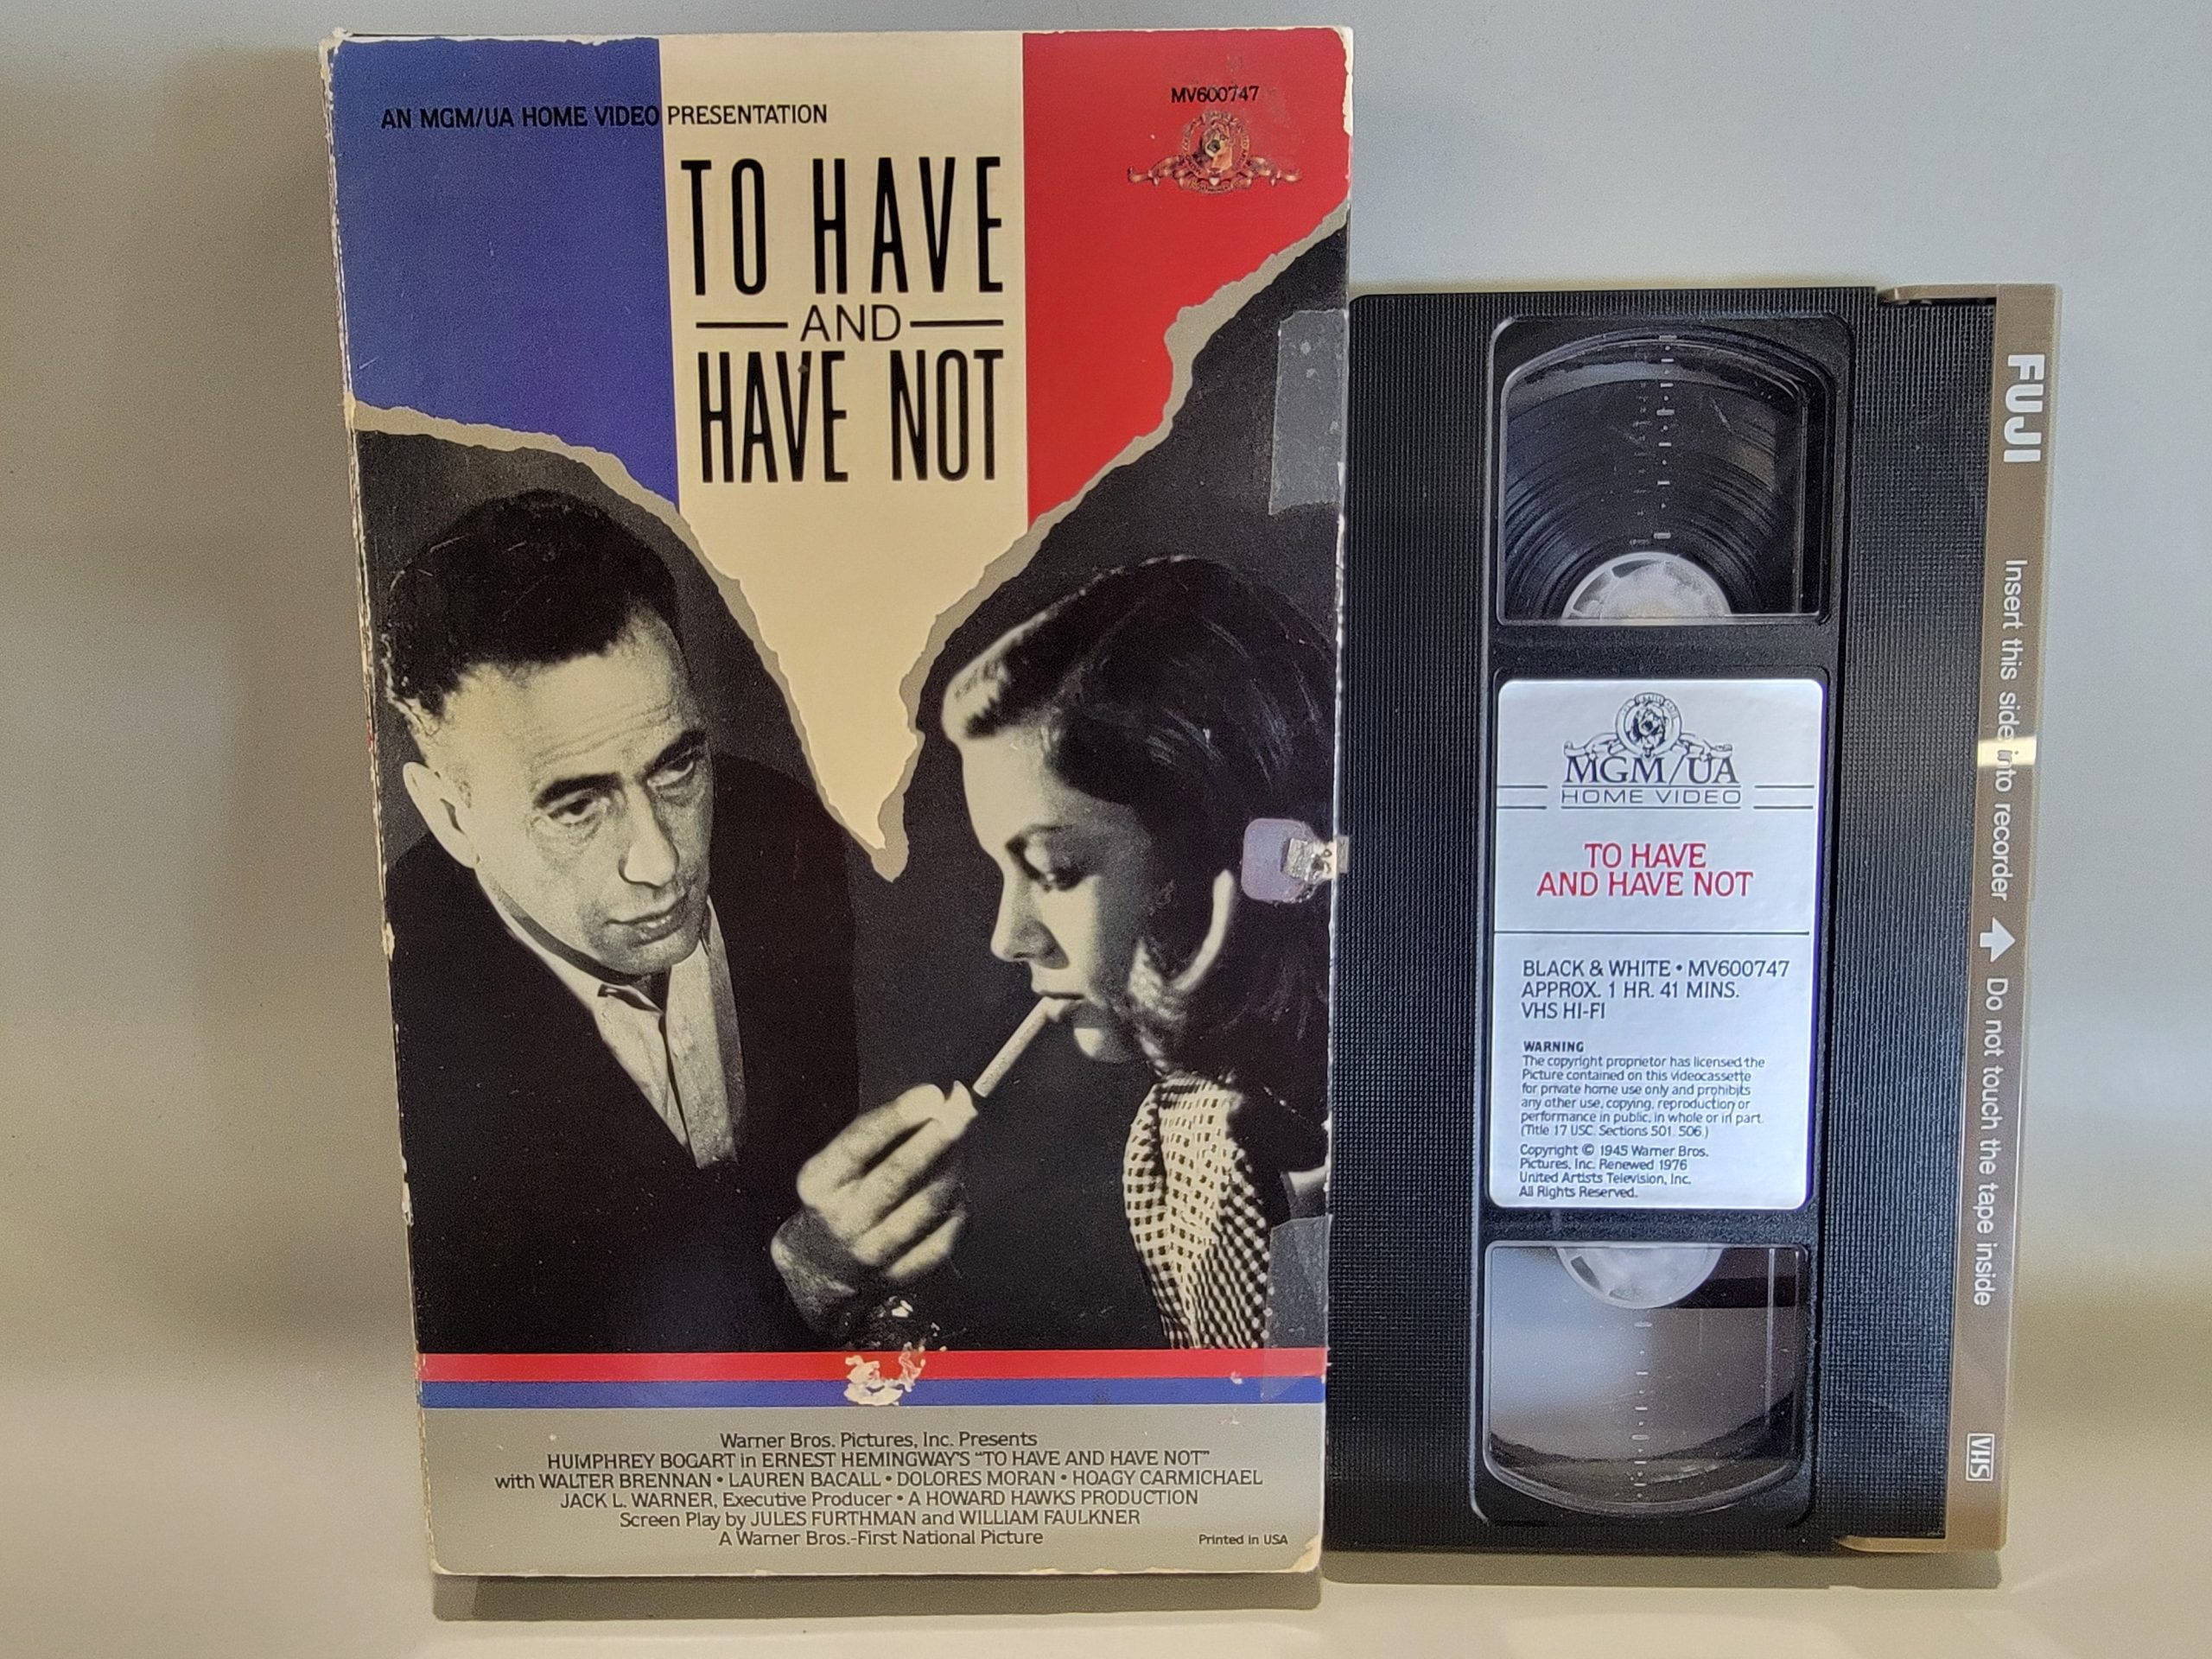 AN MGM/UA HOME VIDEO PRESENTATION
MV600747
TO HAVE
AND
HAVE NOT
Warner Bros. Pictures, Inc. Presents
HUMPHREY BOGART in ERNEST HEMINGWAY'S "TO HAVE AND HAVE NOT"
with WALTER BRENNAN • LAUREN BACALL • DOLORES MORAN • HOAGY CARMICHAEL
JACK L. WARNER, Executive Producer • A HOWARD HAWKS PRODUCTION
Screen Play by JULES FURTHMAN and WILLIAM FAULKNER
A Warner Bros.-First National Picture
Printed in USA
MGM/UA
HOME VIDEO
TO HAVE
AND HAVE NOT
BLACK & WHITE • MV600747
APPROX. 1 HR. 41 MINS.
VHS HI-FI
WARNING
The copyright proprietor has licensed the
Picture contained on this videocassette
for private home use only and prohibits
any other use, copying, reproduction or
performance in public, in whole or in part.
(Title 17 USC Sections 501 506)
Copyright © 1945 Warner Bros.
Pictures, Inc. Renewed 1976
United Artists Television, Inc.
All Rights Reserved.
FUJI
Insert this side into recorder
Do not touch the tape inside
VHS